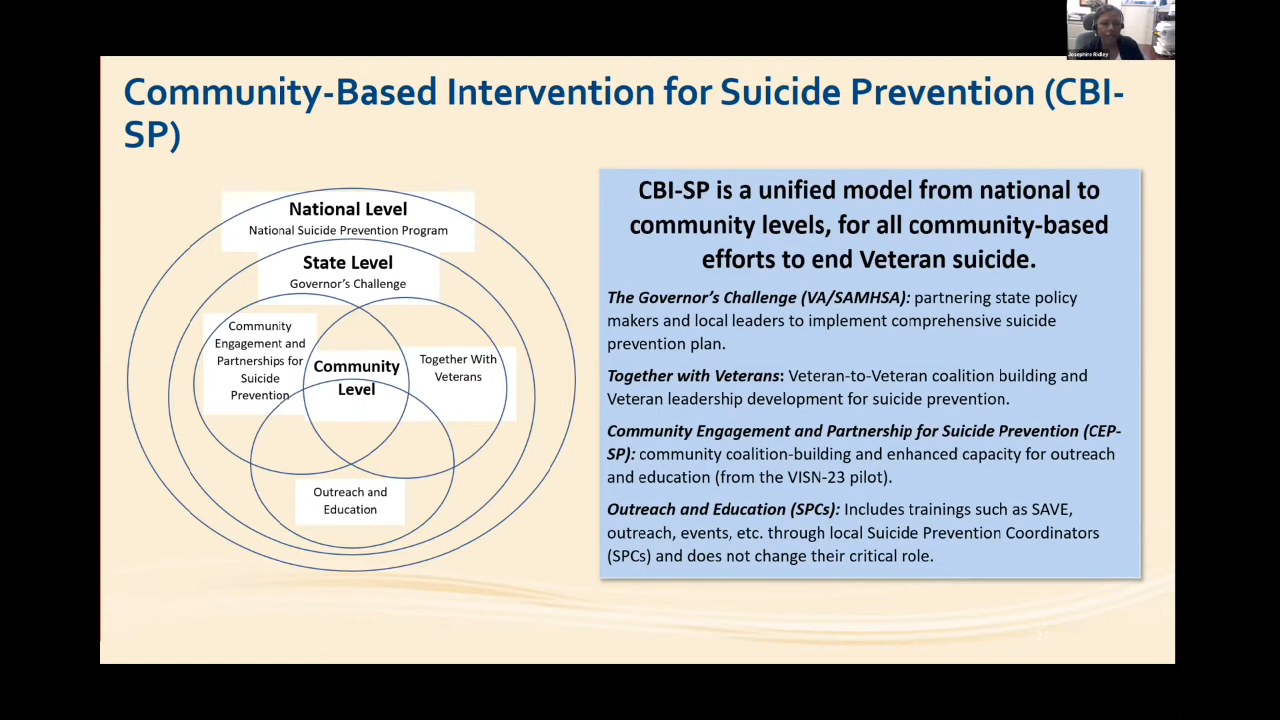 Josephine Ridley
Community-Based Intervention for Suicide Prevention (CBI-
SP)
National Level
National Suicide Prevention Program
State Level
Governor's Challenge
Community
Engagement and
Partnerships for
Suicide
Prevention
Community
Level
Together With
Veterans
Outreach and
Education
CBI-SP is a unified model from national to
community levels, for all community-based
efforts to end Veteran suicide.
The Governor's Challenge (VA/SAMHSA): partnering state policy
makers and local leaders to implement comprehensive suicide
prevention plan.
Together with Veterans: Veteran-to-Veteran coalition building and
Veteran leadership development for suicide prevention.
Community Engagement and Partnership for Suicide Prevention (CEP-
SP): community coalition-building and enhanced capacity for outreach
and education (from the VISN-23 pilot).
Outreach and Education (SPCs): Includes trainings such as SAVE,
outreach, events, etc. through local Suicide Prevention Coordinators
(SPCs) and does not change their critical role.
27